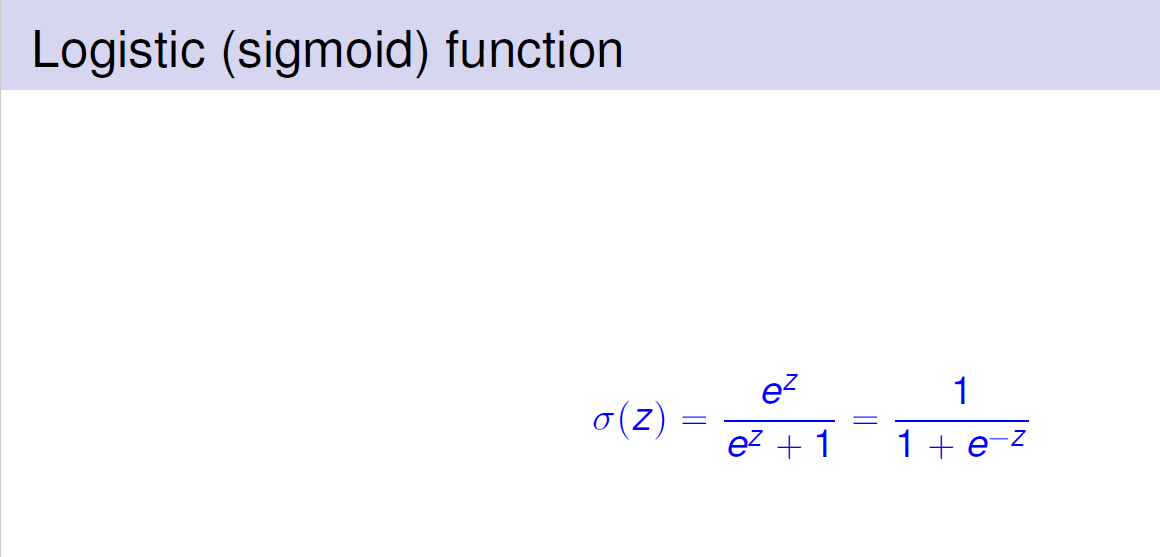 Logistic (sigmoid) function
σ(z) = e^z / (e^z + 1) = 1 / (1 + e^−z)